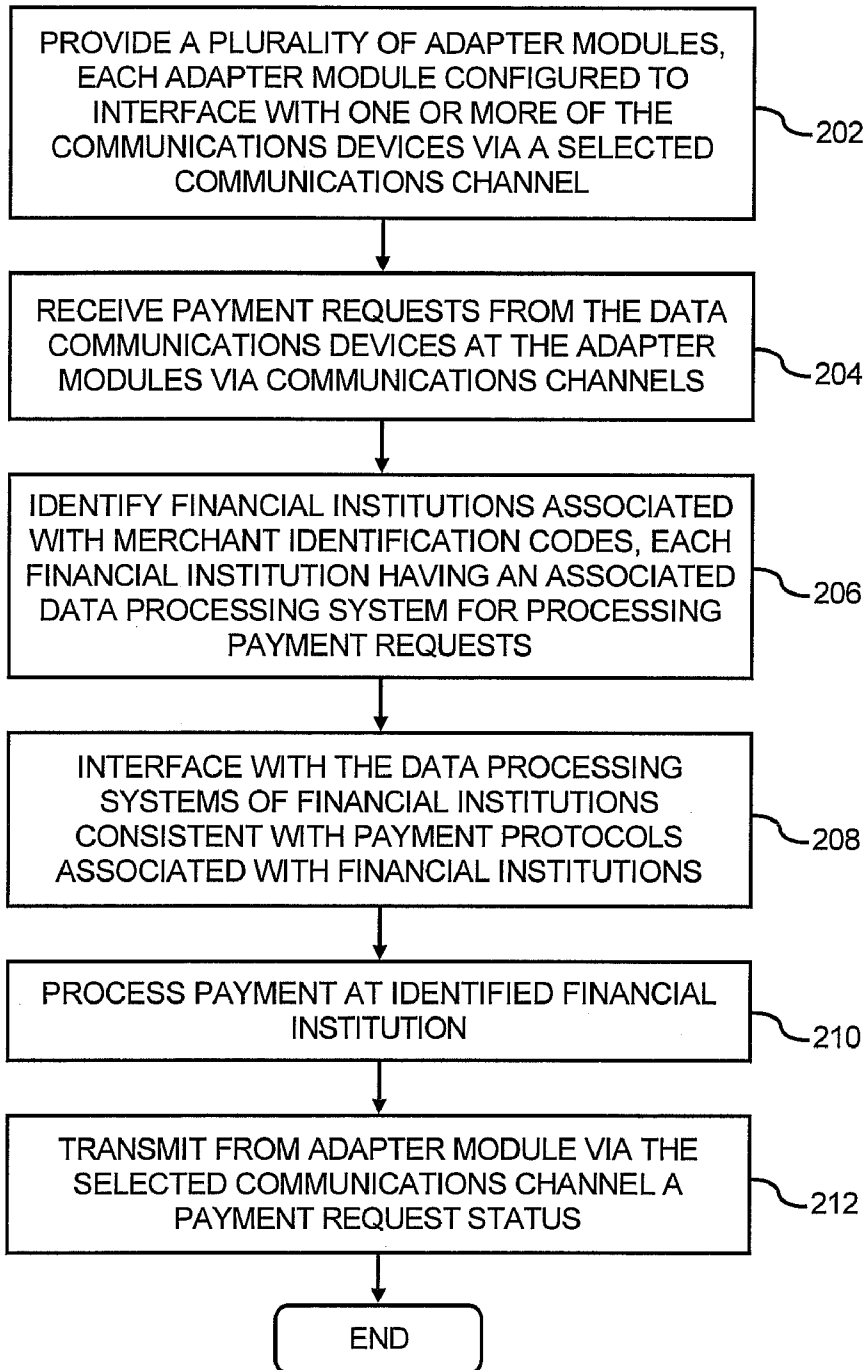 PROVIDE A PLURALITY OF ADAPTER MODULES,
EACH ADAPTER MODULE CONFIGURED TO
INTERFACE WITH ONE OR MORE OF THE
COMMUNICATIONS DEVICES VIA A SELECTED
COMMUNICATIONS CHANNEL
202
RECEIVE PAYMENT REQUESTS FROM THE DATA
COMMUNICATIONS DEVICES AT THE ADAPTER
MODULES VIA COMMUNICATIONS CHANNELS
204
IDENTIFY FINANCIAL INSTITUTIONS ASSOCIATED
WITH MERCHANT IDENTIFICATION CODES, EACH
FINANCIAL INSTITUTION HAVING AN ASSOCIATED
DATA PROCESSING SYSTEM FOR PROCESSING
PAYMENT REQUESTS
206
INTERFACE WITH THE DATA PROCESSING
SYSTEMS OF FINANCIAL INSTITUTIONS
CONSISTENT WITH PAYMENT PROTOCOLS
ASSOCIATED WITH FINANCIAL INSTITUTIONS
208
PROCESS PAYMENT AT IDENTIFIED FINANCIAL
INSTITUTION
210
TRANSMIT FROM ADAPTER MODULE VIA THE
SELECTED COMMUNICATIONS CHANNEL A
PAYMENT REQUEST STATUS
212
END